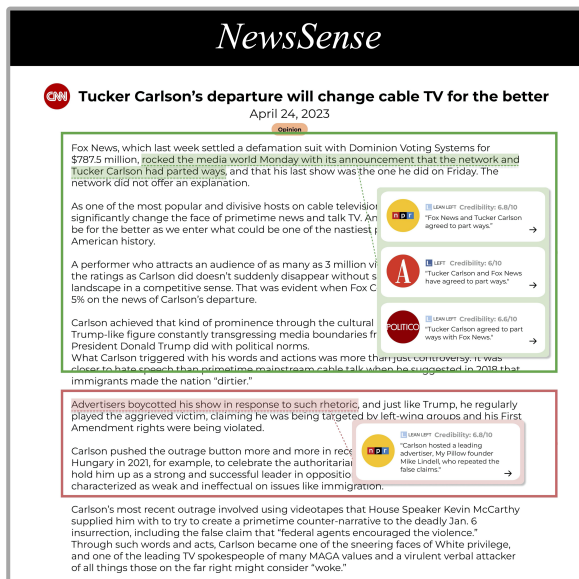 NewsSense
CNN
Tucker Carlson's departure will change cable TV for the better
April 24, 2023
Opinion
Fox News, which last week settled a defamation suit with Dominion Voting Systems for
$787.5 million, rocked the media world Monday with its announcement that the network and
Tucker Carlson had parted ways, and that his last show was the one he did on Friday. The
network did not offer an explanation.
As one of the most popular and divisive hosts on cable televisio
significantly change the face of primetime news and talk TV. An
be for the better as we enter what could be one of the nastiest p
American history.
A performer who attracts an audience of as many as 3 million vi
the ratings as Carlson did doesn't suddenly disappear without s
landscape in a competitive sense. That was evident when Fox C
5% on the news of Carlson's departure.
Carlson achieved that kind of prominence through the cultural
Trump-like figure constantly transgressing media boundaries fr
President Donald Trump did with political norms.
What Carlson triggered with his words and actions was more than just controversy. It was
closer to hate speech than primetime mainstream cable talk when he suggested in 2018 that
immigrants made the nation "dirtier."
npr
L LEAN LEFT Credibility: 6.8/10
"Fox News and Tucker Carlson
agreed to part ways."
A
L LEFT Credibility: 6/10
"Tucker Carlson and Fox News
have agreed to part ways."
POLITICO
L LEAN LEFT Credibility: 6.6/10
"Tucker Carlson agreed to part
ways with Fox News."
Advertisers boycotted his show in response to such rhetoric, and just like Trump, he regularly
played the aggrieved victim, claiming he was being targeted by left-wing groups and his First
Amendment rights were being violated.
Carlson pushed the outrage button more and more in rece
Hungary in 2021, for example, to celebrate the authoritaria
hold him up as a strong and successful leader in oppositio
characterized as weak and ineffectual on issues like immigration.
npr
L LEAN LEFT Credibility: 6.8/10
"Carlson hosted a leading
advertiser, My Pillow founder
Mike Lindell, who repeated the
false claims."
Carlson's most recent outrage involved using videotapes that House Speaker Kevin McCarthy
supplied him with to try to create a primetime counter-narrative to the deadly Jan. 6
insurrection, including the false claim that "federal agents encouraged the violence."
Through such words and acts, Carlson became one of the sneering faces of White privilege,
and one of the leading TV spokespeople of many MAGA values and a virulent verbal attacker
of all things those on the far right might consider "woke."